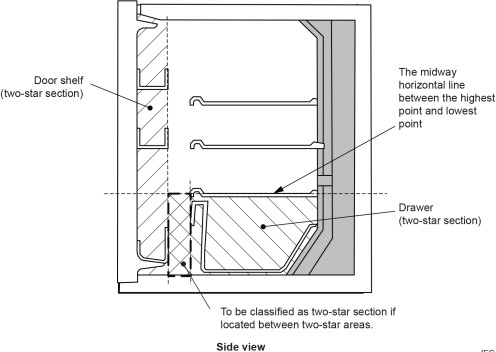 Door shelf
(two-star section)
The midway
horizontal line
between the highest
point and lowest
point
Drawer
(two-star section)
To be classified as two-star section if
located between two-star areas.
Side view